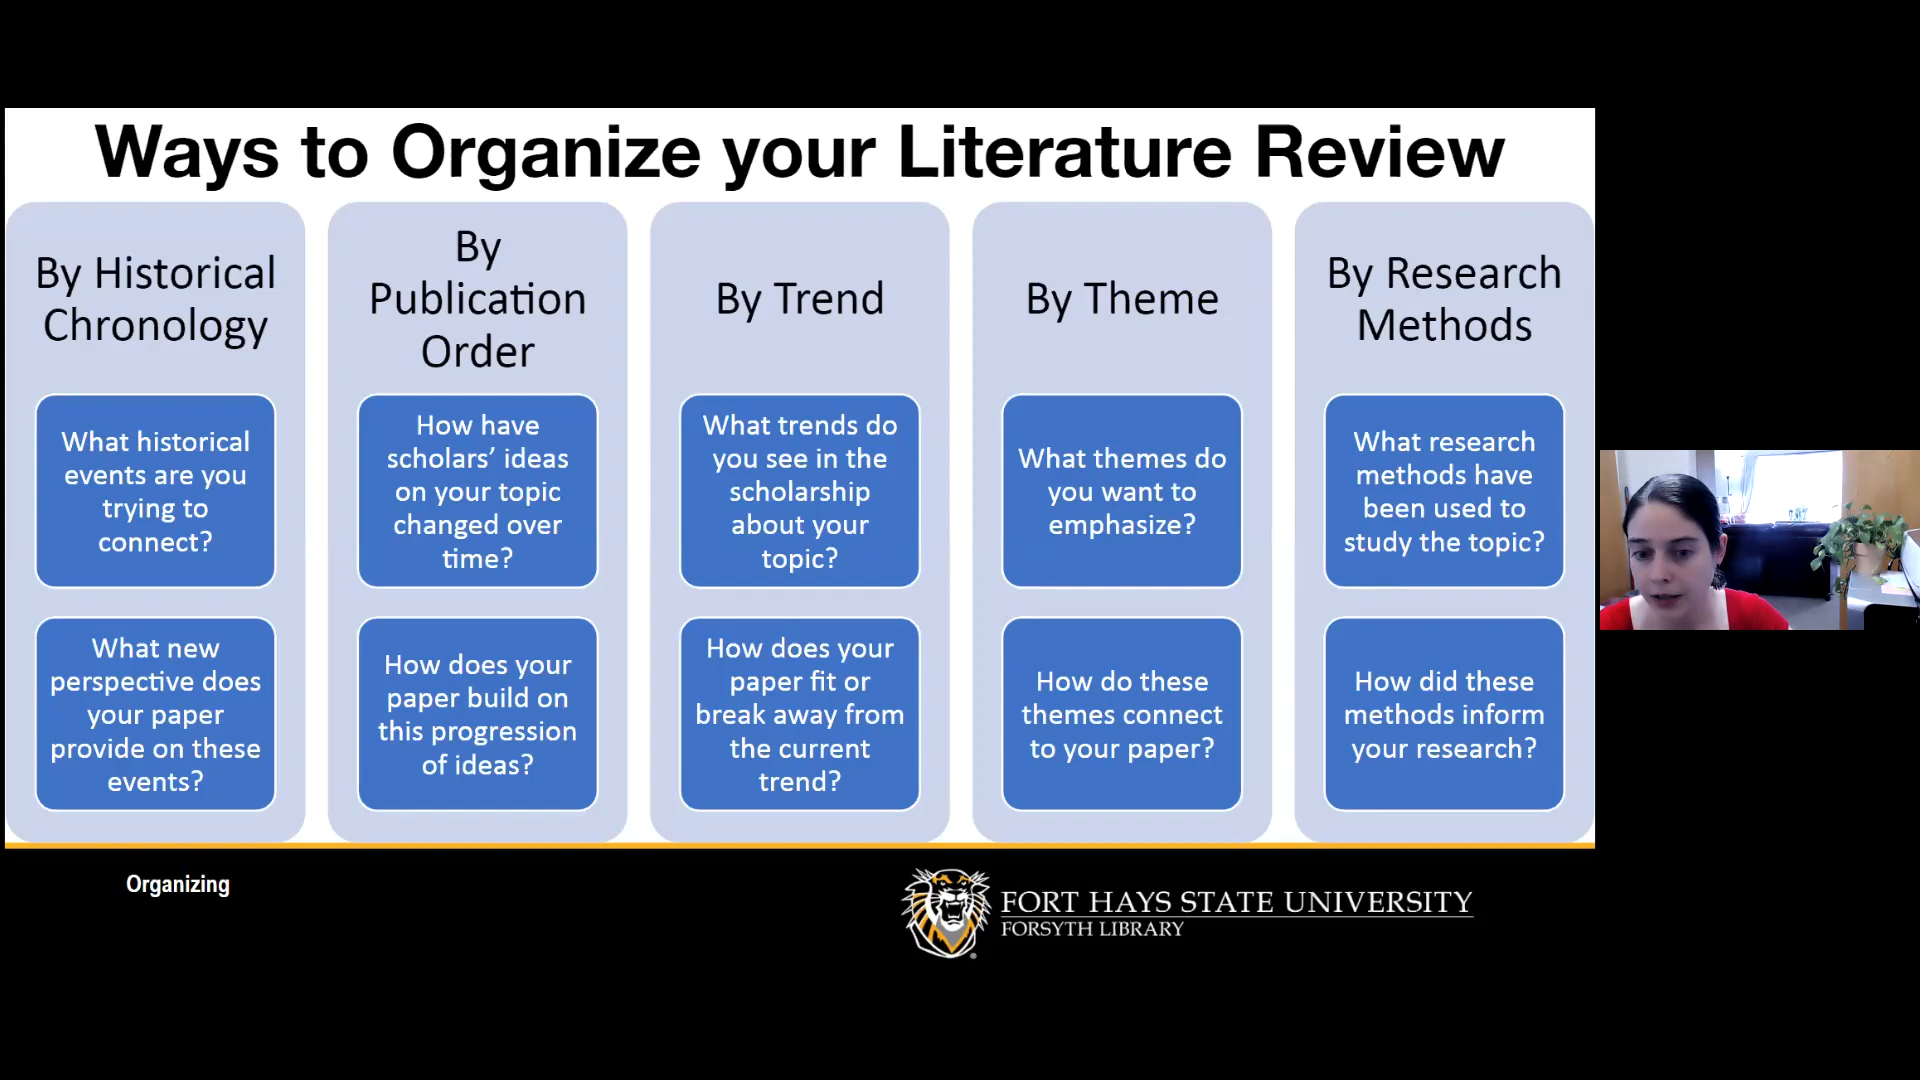 Ways to Organize your Literature Review
By Historical
Chronology
What historical
events are you
trying to
connect?
What new
perspective does
your paper
provide on these
events?
By
Publication
Order
How have
scholars’ ideas
on your topic
changed over
time?
How does your
paper build on
this progression
of ideas?
By Trend
What trends do
you see in the
scholarship
about your
topic?
How does your
paper fit or
break away from
the current
trend?
By Theme
What themes do
you want to
emphasize?
How do these
themes connect
to your paper?
By Research
Methods
What research
methods have
been used to
study the topic?
How did these
methods inform
your research?
Organizing
FORT HAYS STATE UNIVERSITY
FORSYTH LIBRARY